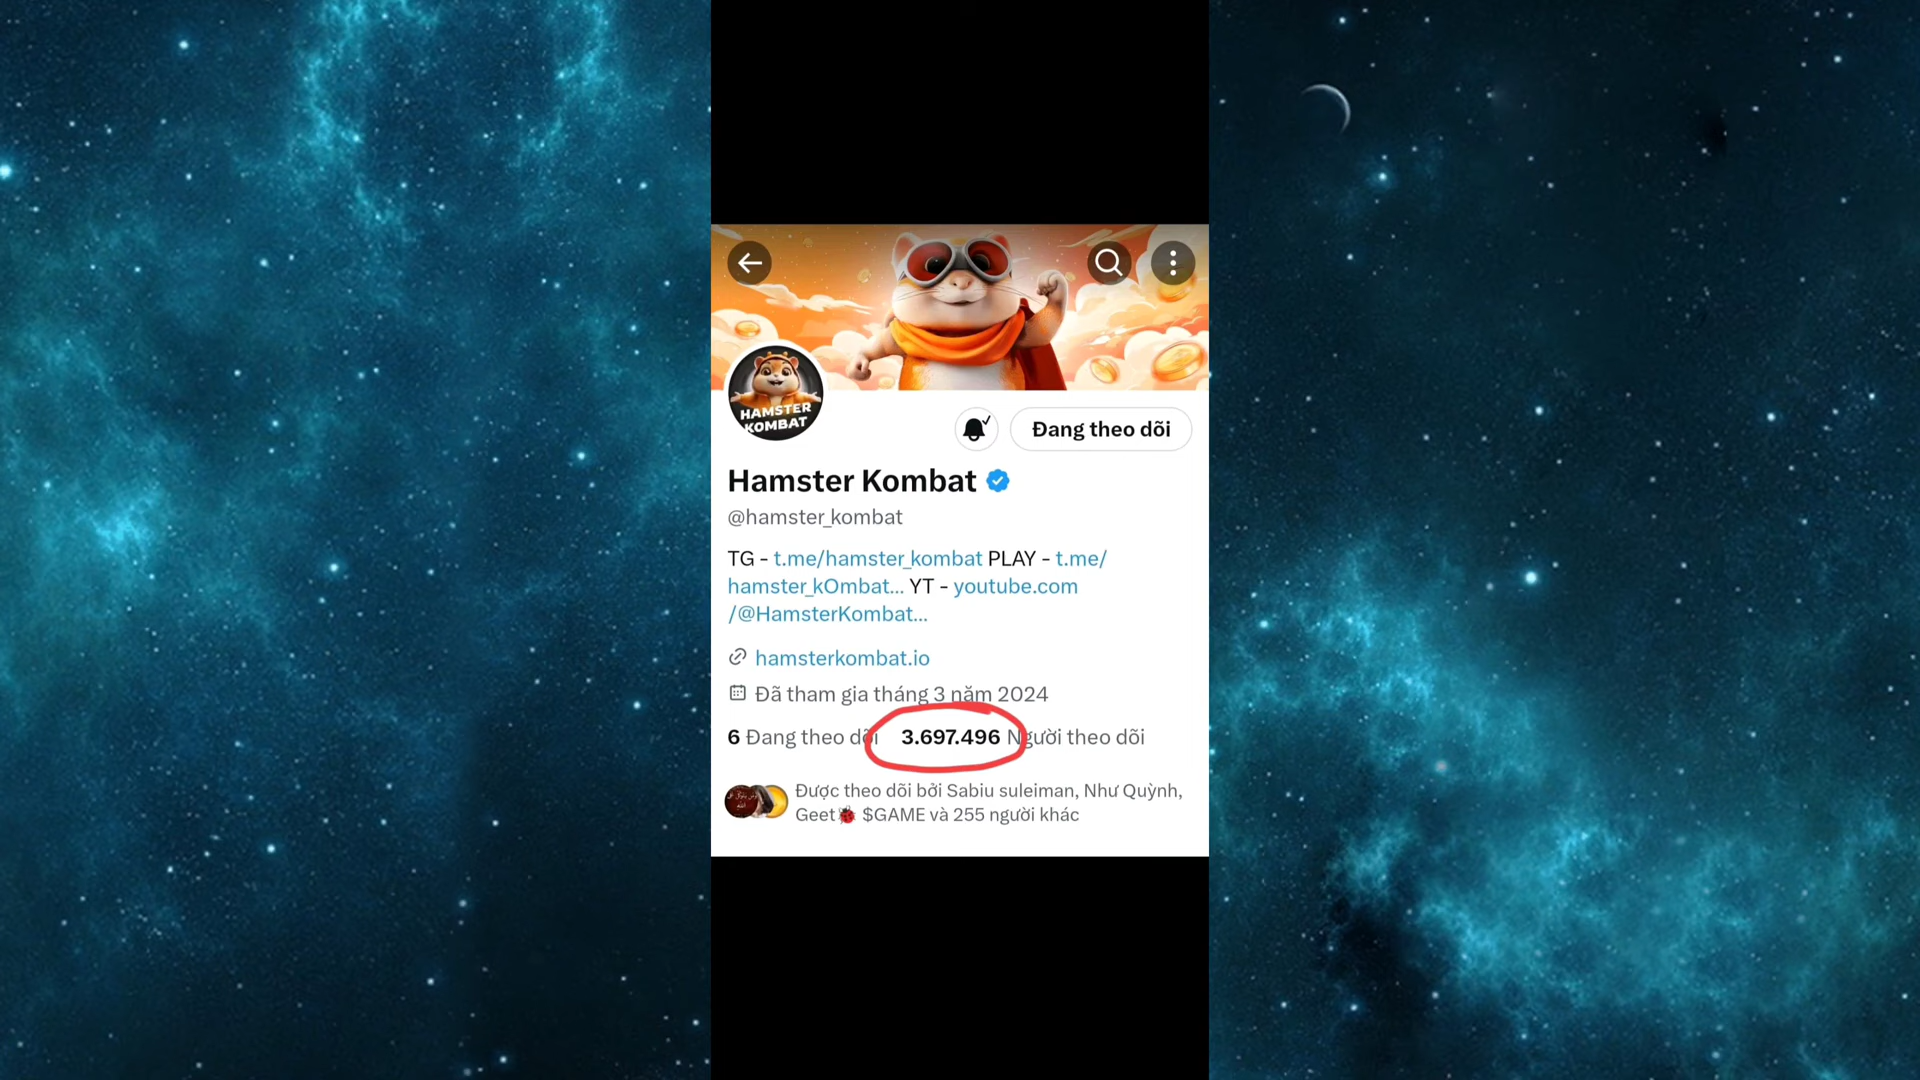 HAMSTER
KOMBAT
Đang theo dõi
Hamster Kombat
@hamster_kombat
TG - t.me/hamster_kombat PLAY - t.me/
hamster_kOmbat... YT - youtube.com
/@HamsterKombat...
hamsterkombat.io
Đã tham gia tháng 3 năm 2024
6 Đang theo dõi 3.697.496 Người theo dõi
Được theo dõi bởi Sabiu suleiman, Như Quỳnh,
Geet🐞 $GAME và 255 người khác